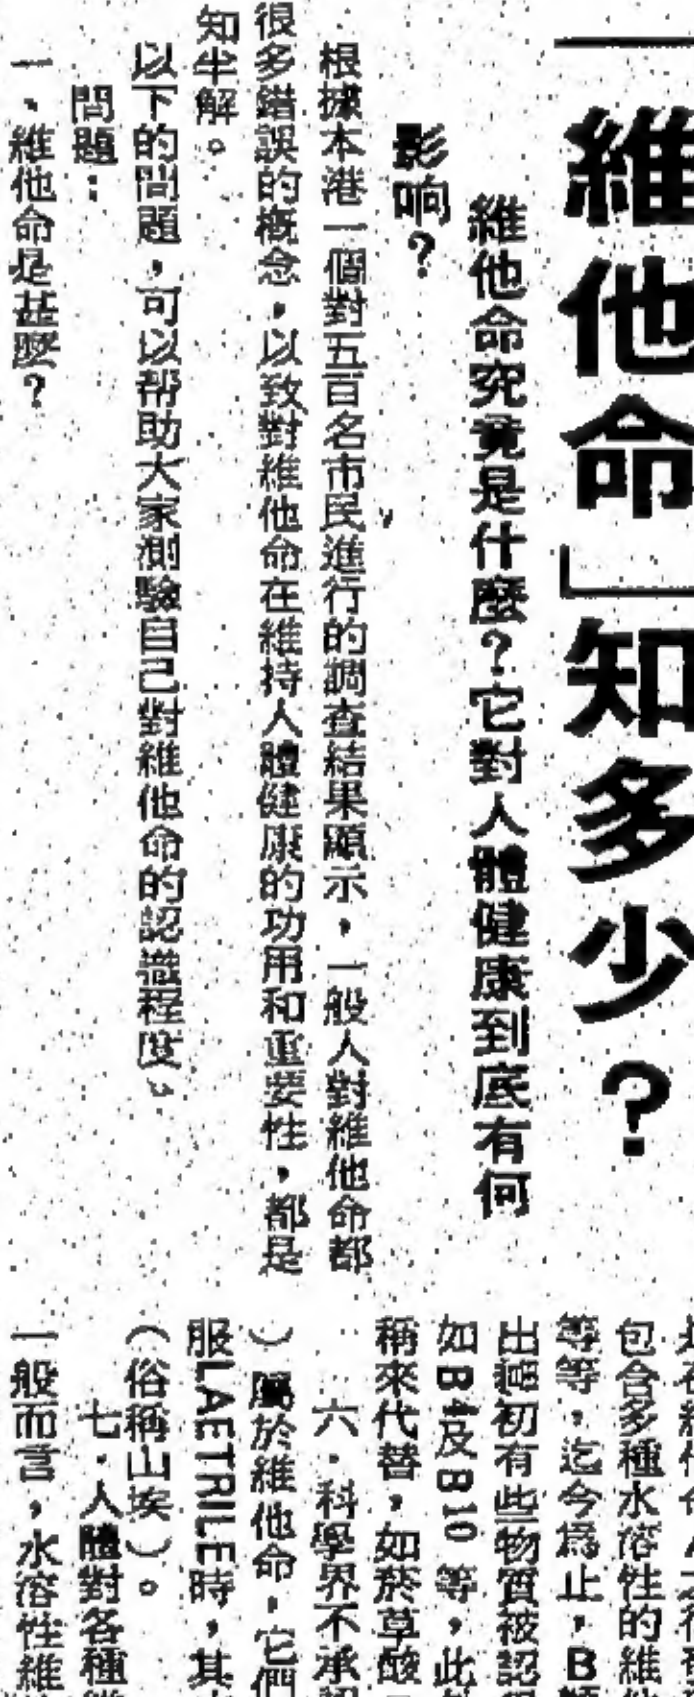 「維他命」知多少？
維他命究竟是什麼？它對人體健康到底有何
影响？
根據本港一個對五百名市民進行的調查結果顯示，一般人對維他命都
很多錯誤的概念，以致對維他命在維持人體健康的功用和重要性，都是
知半解。
以下的問題，可以帮助大家測驗自己對維他命的認識程度。
問題：
一、維他命是甚麼？
包含多種水溶性的維
等等，迄今爲止，B
出起初有些物質被認
如B4及B10等，此
稱來代替，如菸草酸
六．科學界不承認
）屬於維他命，它們
服LAETRILE時，其
（俗稱山埃）。
七．人體對各種維
一般而言，水溶性維